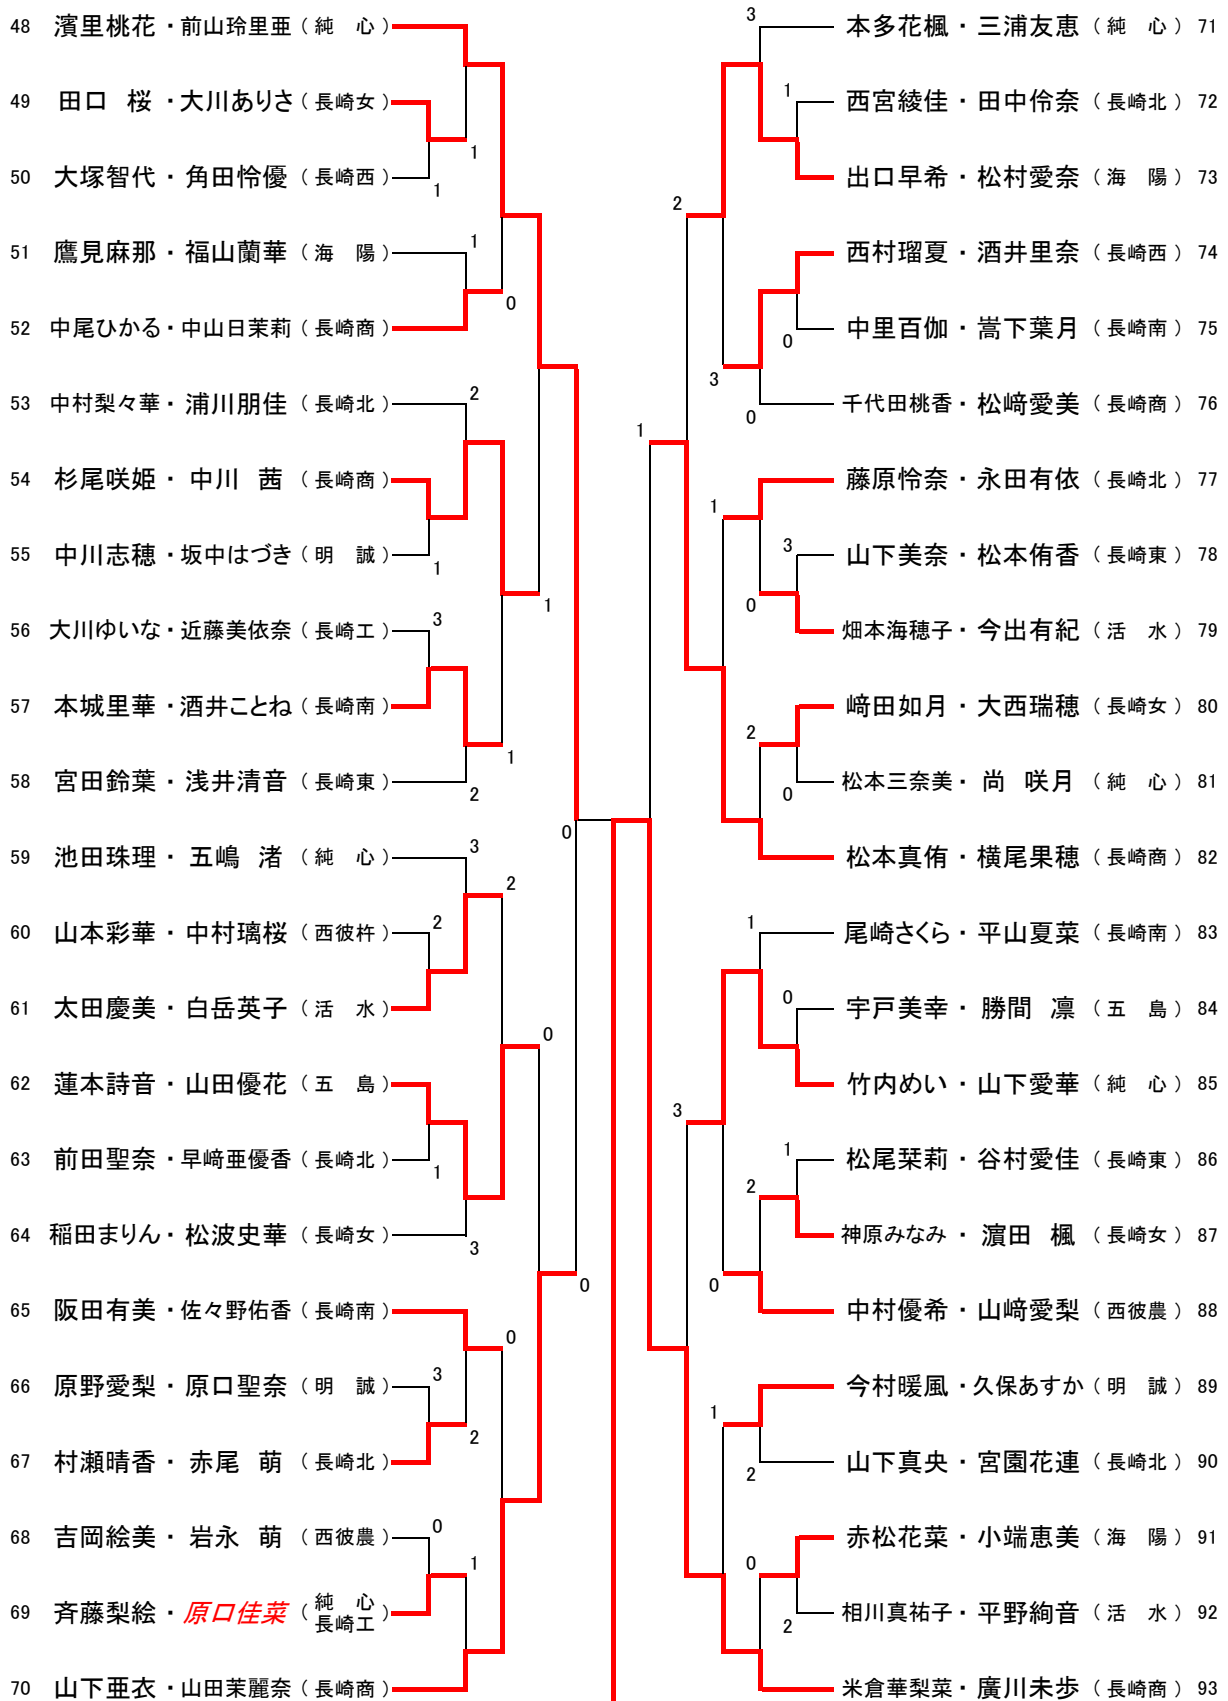 48 濱里桃花・前山玲里亜（純　心）
49 田口　桜・大川ありさ（長崎女）
1
50 大塚智代・角田怜優（長崎西）
1
51 鷹見麻那・福山蘭華（海　陽）
1
0
52 中尾ひかる・中山日茉莉（長崎商）
53 中村梨々華・浦川朋佳（長崎北）
2
54 杉尾咲姫・中川　茜（長崎商）
55 中川志穂・坂中はづき（明　誠）
1
1
56 大川ゆいな・近藤美依奈（長崎工）
3
57 本城里華・酒井ことね（長崎南）
1
58 宮田鈴葉・浅井清音（長崎東）
2
0
59 池田珠理・五嶋　渚（純　心）
3
2
60 山本彩華・中村璃桜（西彼杵）
2
61 太田慶美・白岳英子（活　水）
0
62 蓮本詩音・山田優花（五　島）
63 前田聖奈・早﨑亜優香（長崎北）
1
64 稲田まりん・松波史華（長崎女）
3
0
65 阪田有美・佐々野佑香（長崎南）
0
66 原野愛梨・原口聖奈（明　誠）
3
2
67 村瀬晴香・赤尾　萌（長崎北）
68 吉岡絵美・岩永　萌（西彼農）
0
1
69 斉藤梨絵・原口佳菜（純　心 長崎工）
70 山下亜衣・山田茉麗奈（長崎商）
3
本多花楓・三浦友恵（純　心）71
1
西宮綾佳・田中伶奈（長崎北）72
出口早希・松村愛奈（海　陽）73
2
西村瑠夏・酒井里奈（長崎西）74
0
中里百伽・嵩下葉月（長崎南）75
3
0
千代田桃香・松﨑愛美（長崎商）76
1
藤原怜奈・永田有依（長崎北）77
1
3
山下美奈・松本侑香（長崎東）78
0
畑本海穂子・今出有紀（活　水）79
﨑田如月・大西瑞穂（長崎女）80
2
0
松本三奈美・尚　咲月（純　心）81
松本真侑・横尾果穂（長崎商）82
1
尾崎さくら・平山夏菜（長崎南）83
0
宇戸美幸・勝間　凛（五　島）84
竹内めい・山下愛華（純　心）85
3
1
松尾栞莉・谷村愛佳（長崎東）86
2
神原みなみ・濵田　楓（長崎女）87
0
中村優希・山﨑愛梨（西彼農）88
今村暖風・久保あすか（明　誠）89
1
2
山下真央・宮園花連（長崎北）90
赤松花菜・小端恵美（海　陽）91
0
2
相川真祐子・平野絢音（活　水）92
米倉華梨菜・廣川未歩（長崎商）93